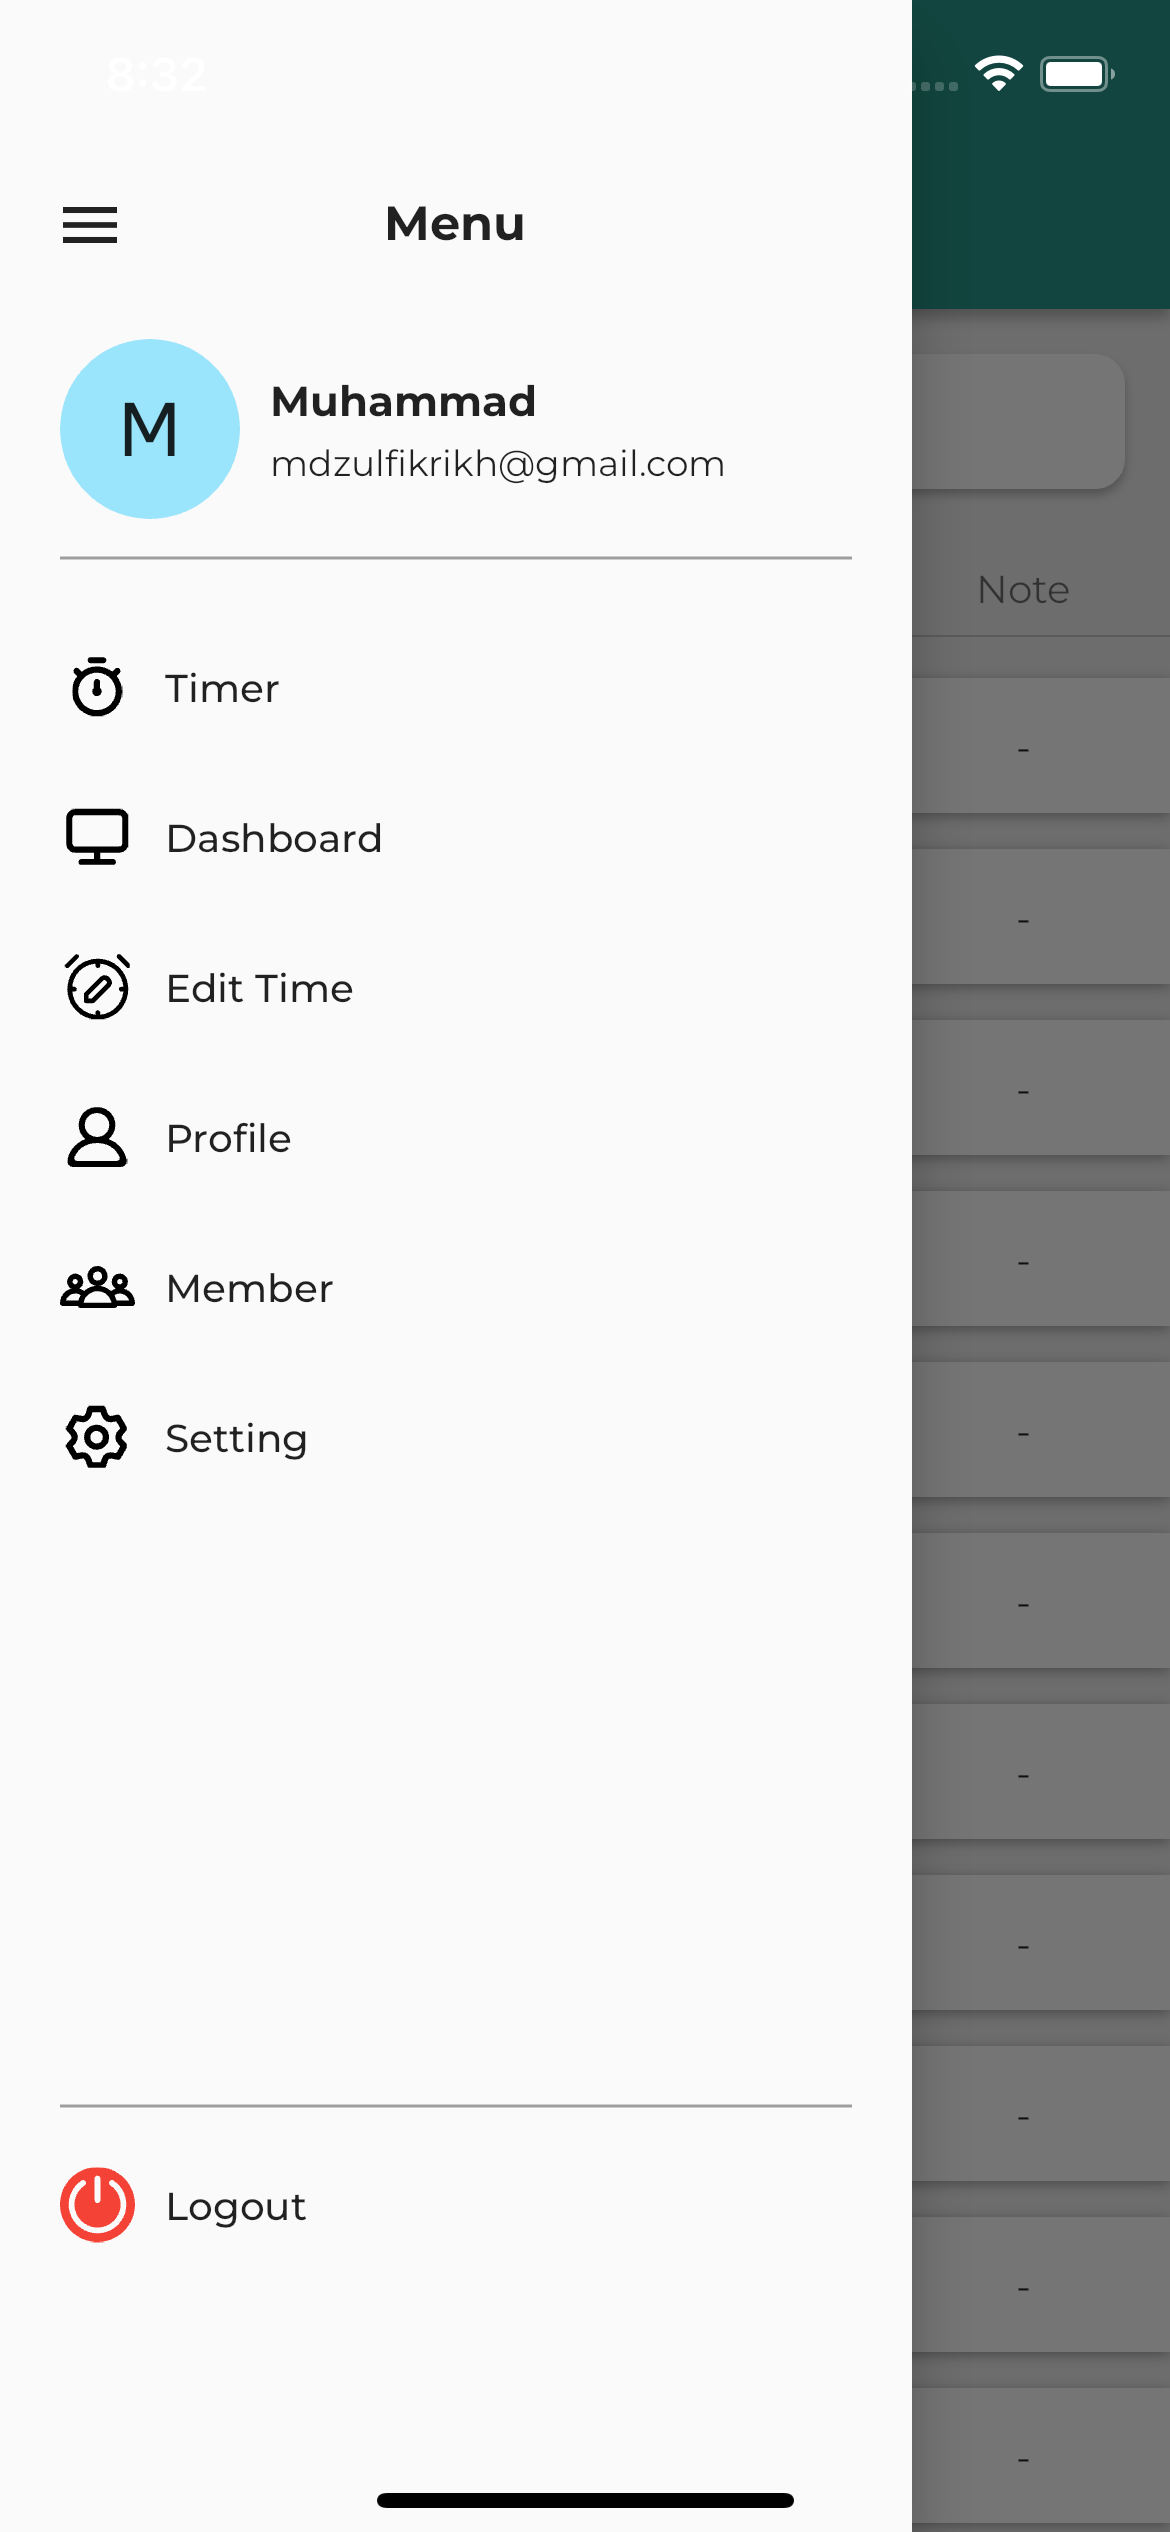 8:32
Menu
M
Muhammad
mdzulfikrikh@gmail.com
Note
Timer
-
Dashboard
-
Edit Time
-
Profile
-
Member
-
Setting
-
-
-
-
Logout
-
-